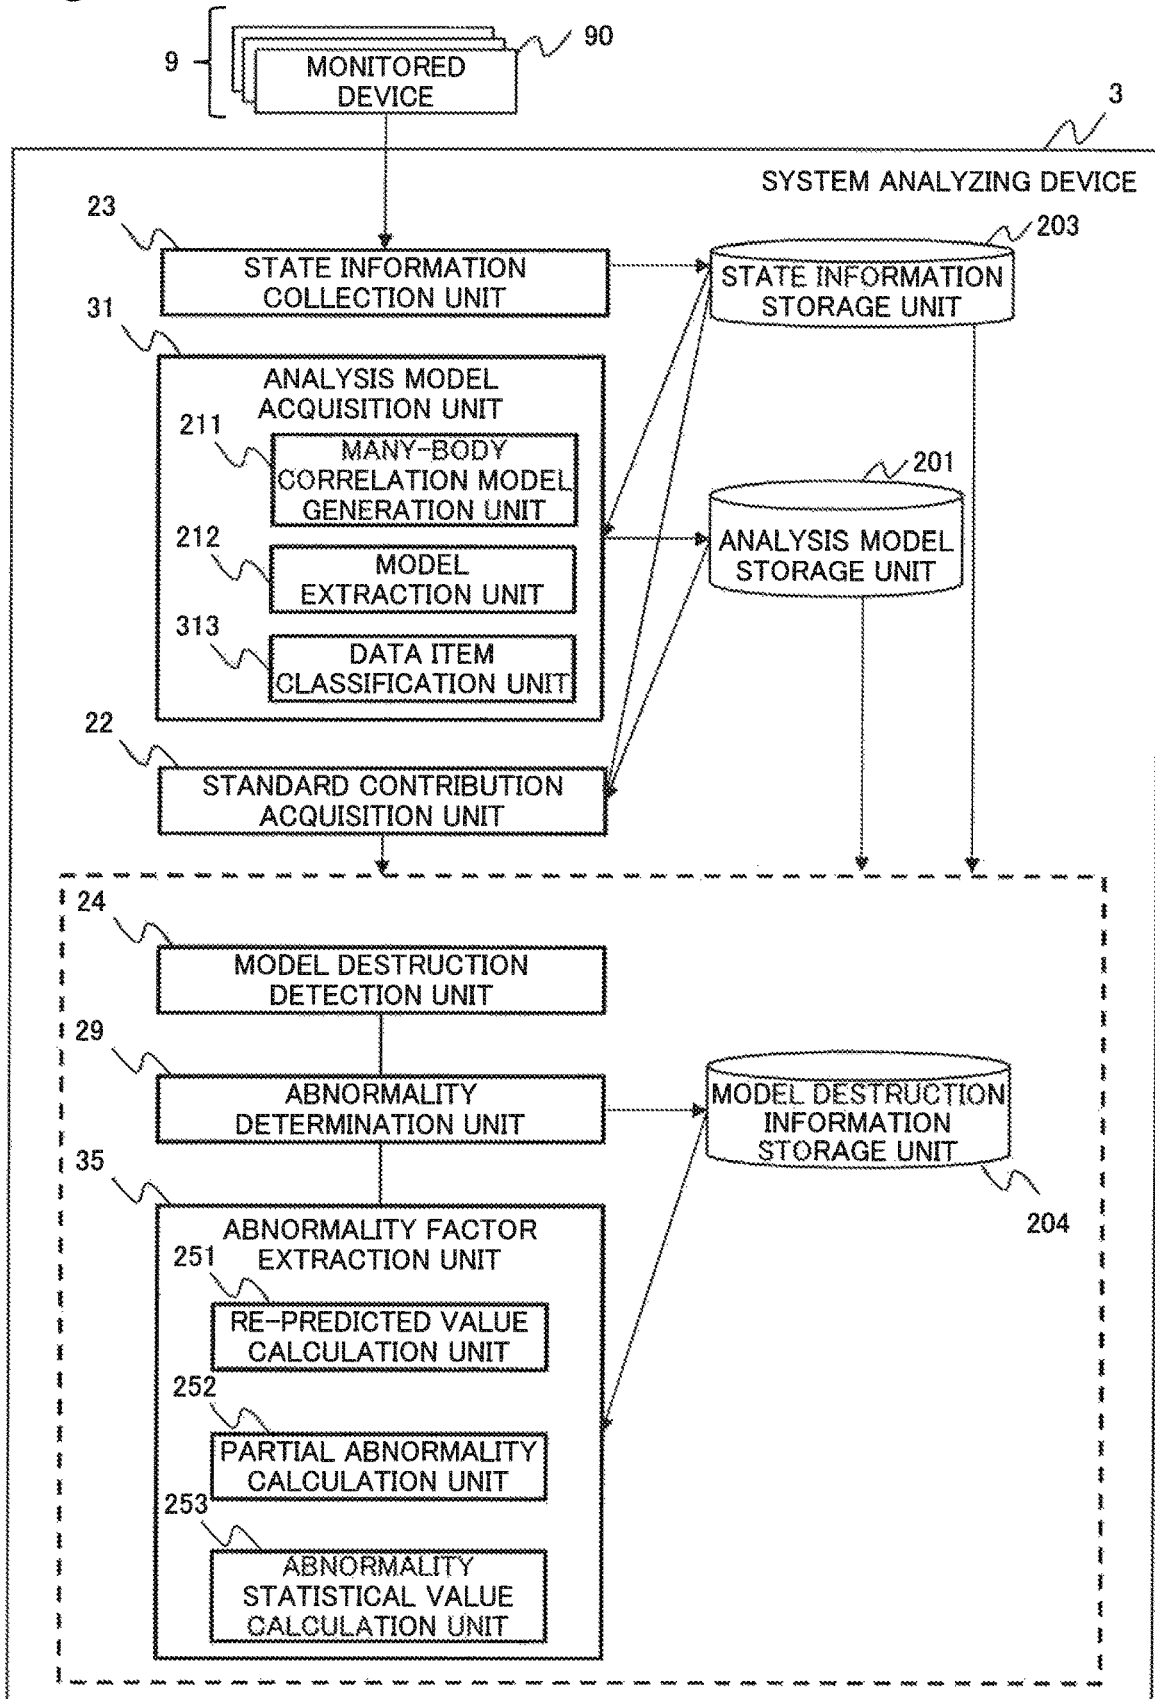 9
MONITORED
DEVICE
90
3
SYSTEM ANALYZING DEVICE
23
STATE INFORMATION
COLLECTION UNIT
203
STATE INFORMATION
STORAGE UNIT
31
ANALYSIS MODEL
ACQUISITION UNIT
211
MANY-BODY
CORRELATION MODEL
GENERATION UNIT
201
ANALYSIS MODEL
STORAGE UNIT
212
MODEL
EXTRACTION UNIT
313
DATA ITEM
CLASSIFICATION UNIT
22
STANDARD CONTRIBUTION
ACQUISITION UNIT
24
MODEL DESTRUCTION
DETECTION UNIT
29
ABNORMALITY
DETERMINATION UNIT
MODEL DESTRUCTION
INFORMATION
STORAGE UNIT
204
35
ABNORMALITY FACTOR
EXTRACTION UNIT
251
RE-PREDICTED VALUE
CALCULATION UNIT
252
PARTIAL ABNORMALITY
CALCULATION UNIT
253
ABNORMALITY
STATISTICAL VALUE
CALCULATION UNIT